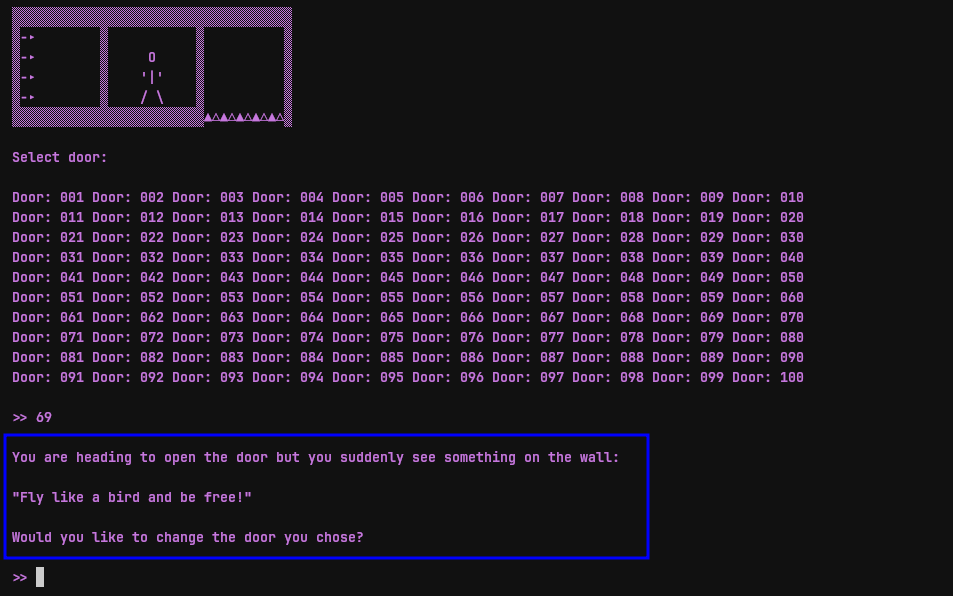 Select door:
Door: 001 Door: 002 Door: 003 Door: 004 Door: 005 Door: 006 Door: 007 Door: 008 Door: 009 Door: 010
Door: 011 Door: 012 Door: 013 Door: 014 Door: 015 Door: 016 Door: 017 Door: 018 Door: 019 Door: 020
Door: 021 Door: 022 Door: 023 Door: 024 Door: 025 Door: 026 Door: 027 Door: 028 Door: 029 Door: 030
Door: 031 Door: 032 Door: 033 Door: 034 Door: 035 Door: 036 Door: 037 Door: 038 Door: 039 Door: 040
Door: 041 Door: 042 Door: 043 Door: 044 Door: 045 Door: 046 Door: 047 Door: 048 Door: 049 Door: 050
Door: 051 Door: 052 Door: 053 Door: 054 Door: 055 Door: 056 Door: 057 Door: 058 Door: 059 Door: 060
Door: 061 Door: 062 Door: 063 Door: 064 Door: 065 Door: 066 Door: 067 Door: 068 Door: 069 Door: 070
Door: 071 Door: 072 Door: 073 Door: 074 Door: 075 Door: 076 Door: 077 Door: 078 Door: 079 Door: 080
Door: 081 Door: 082 Door: 083 Door: 084 Door: 085 Door: 086 Door: 087 Door: 088 Door: 089 Door: 090
Door: 091 Door: 092 Door: 093 Door: 094 Door: 095 Door: 096 Door: 097 Door: 098 Door: 099 Door: 100
>> 69
You are heading to open the door but you suddenly see something on the wall:
"Fly like a bird and be free!"
Would you like to change the door you chose?
>>